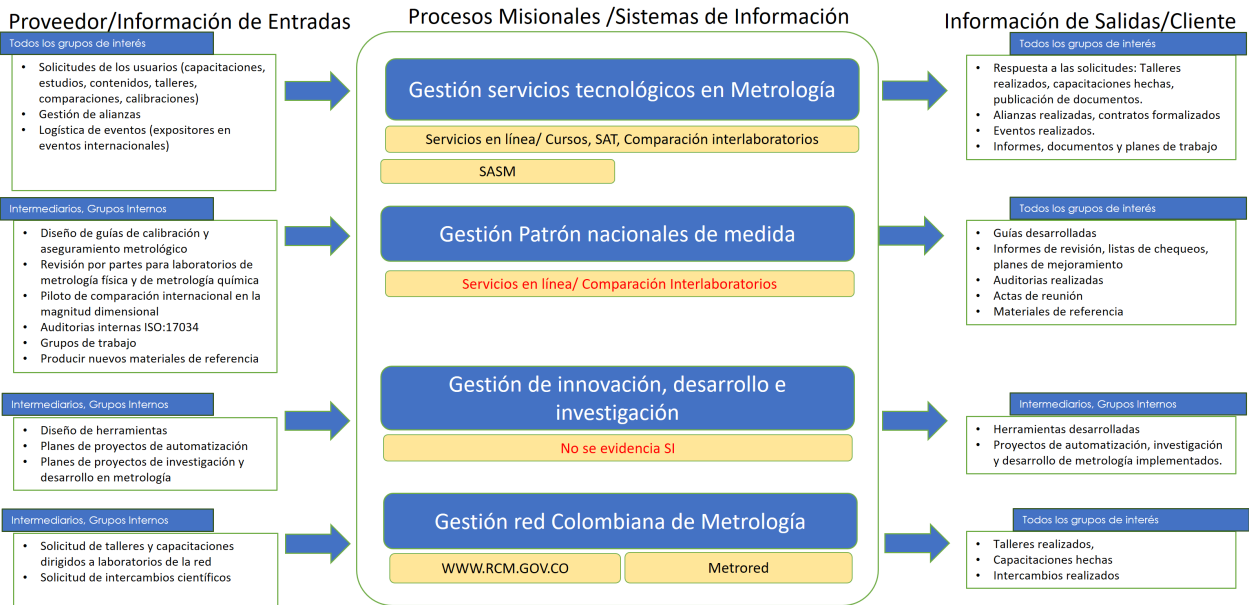 Proveedor/Información de Entradas
Procesos Misionales /Sistemas de Información
Información de Salidas/Cliente
Todos los grupos de interés
• Solicitudes de los usuarios (capacitaciones,
estudios, contenidos, talleres,
comparaciones, calibraciones)
• Gestión de alianzas
• Logística de eventos (expositores en
eventos internacionales)
Gestión servicios tecnológicos en Metrología
Servicios en línea/ Cursos, SAT, Comparación interlaboratorios
SASM
Todos los grupos de interés
• Respuesta a las solicitudes: Talleres
realizados, capacitaciones hechas,
publicación de documentos.
• Alianzas realizadas, contratos formalizados
• Eventos realizados.
• Informes, documentos y planes de trabajo
Intermediarios, Grupos Internos
• Diseño de guías de calibración y
aseguramiento metrológico
• Revisión por partes para laboratorios de
metrología física y de metrología química
• Piloto de comparación internacional en la
magnitud dimensional
• Auditorias internas ISO:17034
• Grupos de trabajo
• Producir nuevos materiales de referencia
Gestión Patrón nacionales de medida
Servicios en línea/ Comparación Interlaboratorios
Todos los grupos de interés
• Guías desarrolladas
• Informes de revisión, listas de chequeos,
planes de mejoramiento
• Auditorias realizadas
• Actas de reunión
• Materiales de referencia
Intermediarios, Grupos Internos
• Diseño de herramientas
• Planes de proyectos de automatización
• Planes de proyectos de investigación y
desarrollo en metrología
Gestión de innovación, desarrollo e
investigación
No se evidencia SI
Intermediarios, Grupos Internos
• Herramientas desarrolladas
• Proyectos de automatización, investigación
y desarrollo de metrología implementados.
Intermediarios, Grupos Internos
• Solicitud de talleres y capacitaciones
dirigidos a laboratorios de la red
• Solicitud de intercambios científicos
Gestión red Colombiana de Metrología
WWW.RCM.GOV.CO
Metrored
Todos los grupos de interés
• Talleres realizados,
• Capacitaciones hechas
• Intercambios realizados